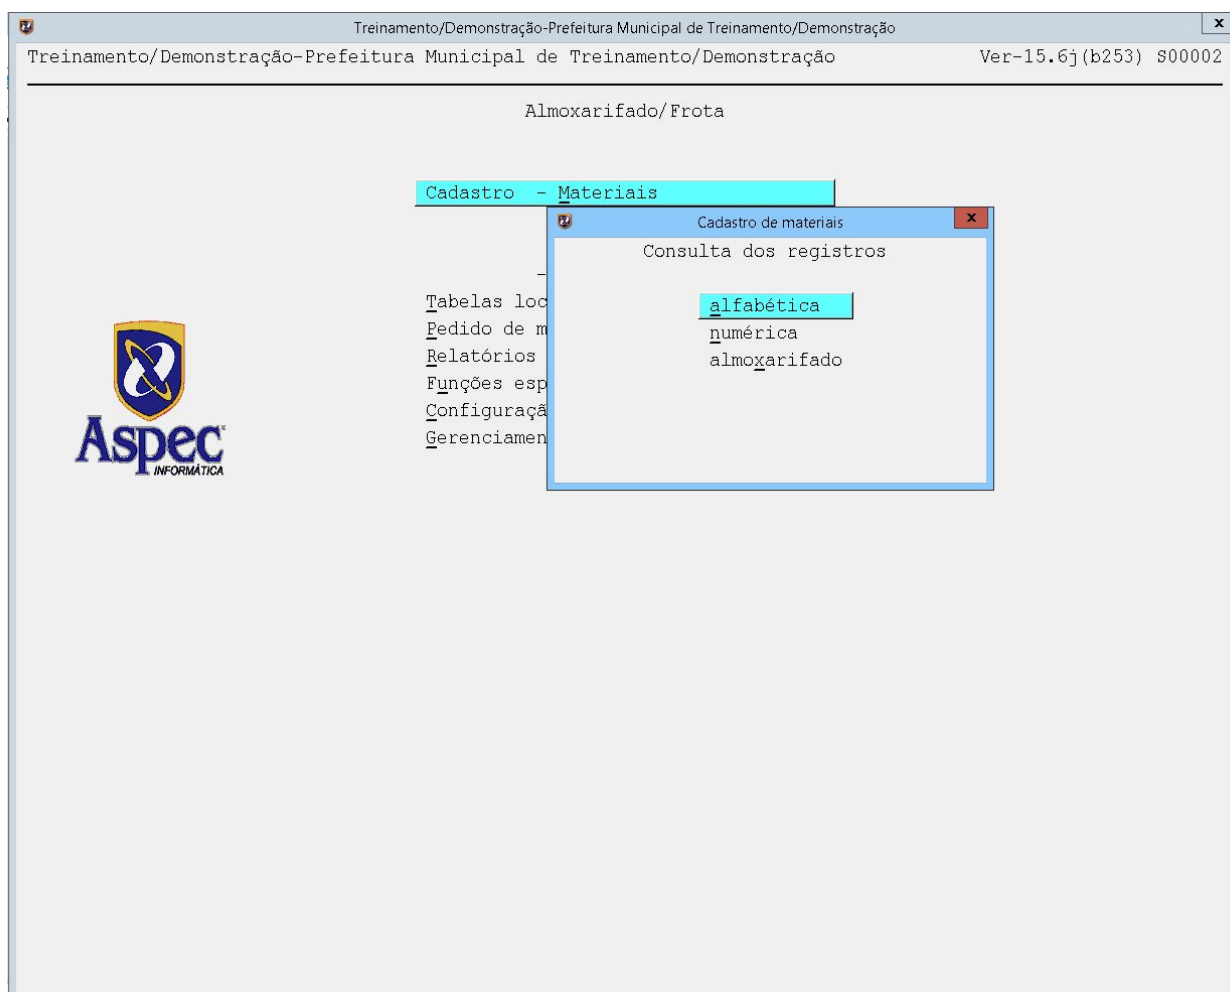 Treinamento/Demonstração-Prefeitura Municipal de Treinamento/Demonstração
Treinamento/Demonstração-Prefeitura Municipal de Treinamento/Demonstração Ver-15.6j(b253) S00002
Almoxarifado/Frota
Cadastro - Materiais
Cadastro de materiais
Consulta dos registros
-
Tabelas loc
Pedido de m
Relatórios
Funções esp
Configuraçã
Gerenciamen
alfabética
numérica
almoxarifado
Aspec
INFORMÁTICA